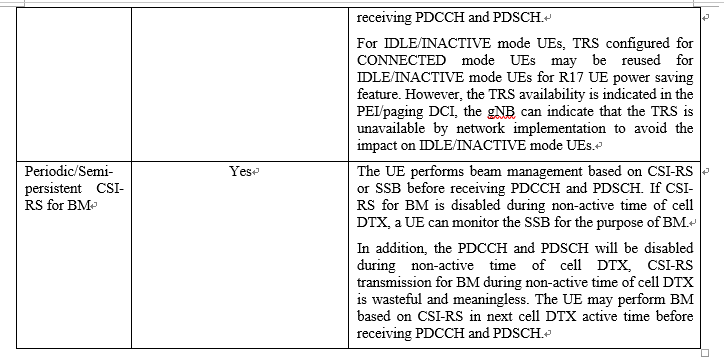 receiving PDCCH and PDSCH.
For IDLE/INACTIVE mode UEs, TRS configured for
CONNECTED mode UEs may be reused for
IDLE/INACTIVE mode UEs for R17 UE power saving
feature. However, the TRS availability is indicated in the
PEI/paging DCI, the gNB can indicate that the TRS is
unavailable by network implementation to avoid the
impact on IDLE/INACTIVE mode UEs.
Periodic/Semi-
persistent CSI-
RS for BM
Yes
The UE performs beam management based on CSI-RS
or SSB before receiving PDCCH and PDSCH. If CSI-
RS for BM is disabled during non-active time of cell
DTX, a UE can monitor the SSB for the purpose of BM.
In addition, the PDCCH and PDSCH will be disabled
during non-active time of cell DTX, CSI-RS
transmission for BM during non-active time of cell DTX
is wasteful and meaningless. The UE may perform BM
based on CSI-RS in next cell DTX active time before
receiving PDCCH and PDSCH.